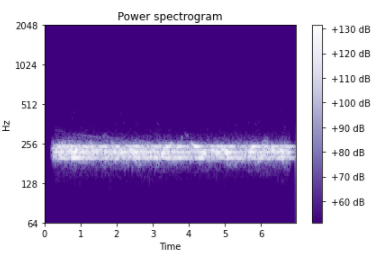 Power spectrogram
2048
1024
512
256
128
64
Hz
0 1 2 3 4 5 6
Time
+130 dB
+120 dB
+110 dB
+100 dB
+90 dB
+80 dB
+70 dB
+60 dB